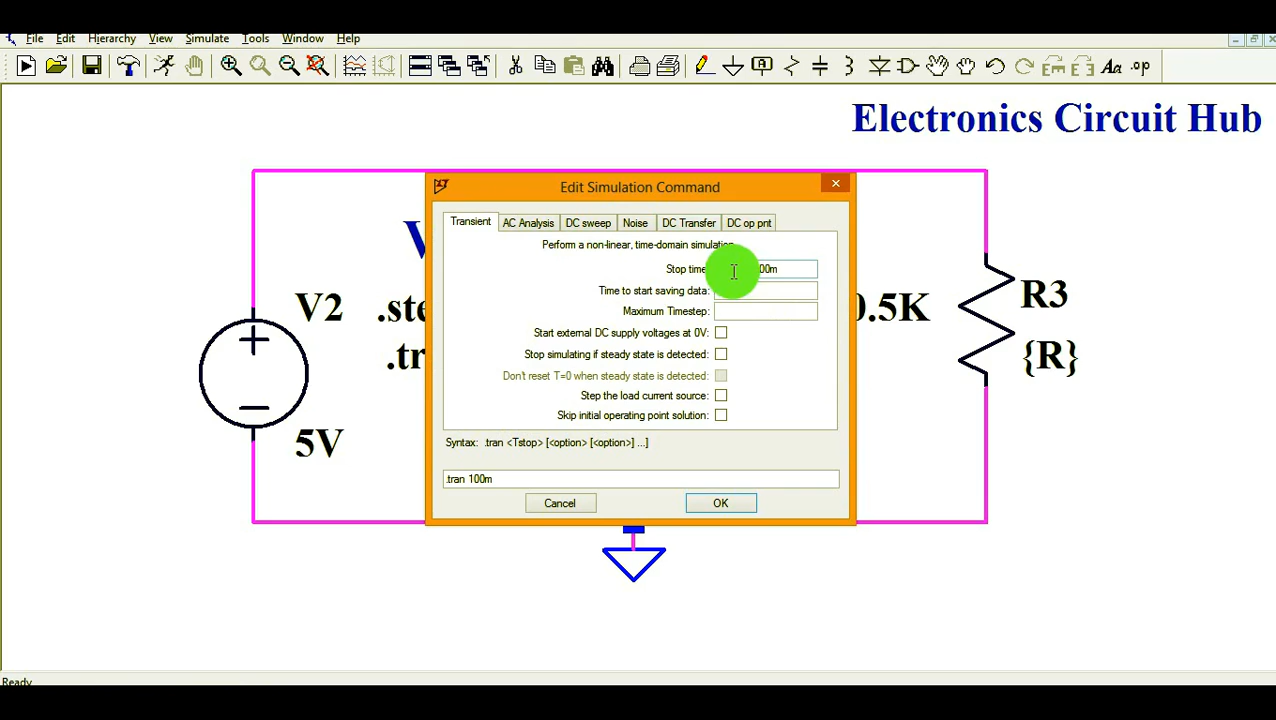 File Edit Hierarchy View Simulate Tools Window Help
Aa .op
Electronics Circuit Hub
Edit Simulation Command
Transient AC Analysis DC sweep Noise DC Transfer DC op pnt
Perform a non-linear, time-domain simulation.
Stop time
Time to start saving data:
Maximum Timestep:
Start external DC supply voltages at 0V:
Stop simulating if steady state is detected:
Don't reset T=0 when steady state is detected:
Step the load current source:
Skip initial operating point solution:
Syntax: .tran <Tstop> [<option> [<option>] ...]
.tran 100m
Cancel OK
V2
5V
R3
{R}
Ready